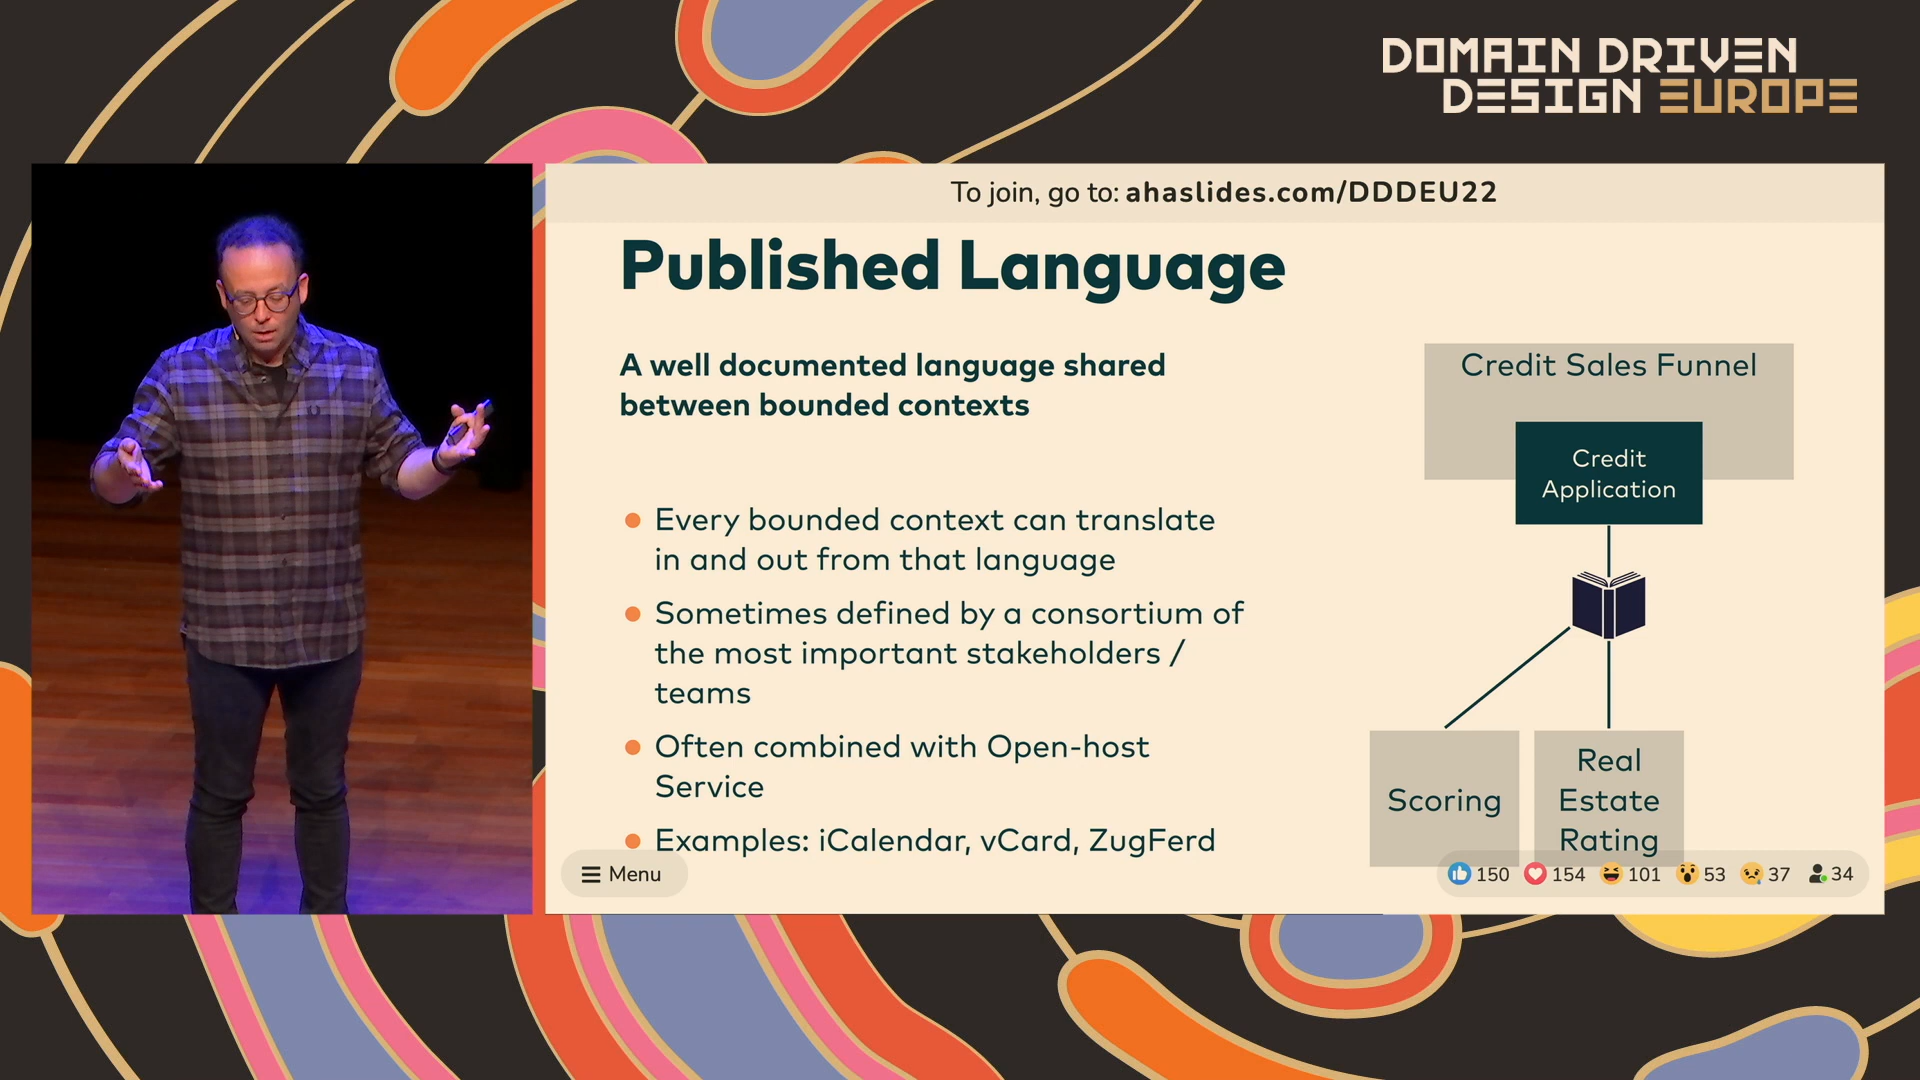 DOMAIN DRIVEN
DESIGN EUROPE
To join, go to: ahaslides.com/DDDEU22
Published Language
A well documented language shared
between bounded contexts
Every bounded context can translate
in and out from that language
Sometimes defined by a consortium of
the most important stakeholders /
teams
Often combined with Open-host
Service
Examples: iCalendar, vCard, ZugFerd
Credit Sales Funnel
Credit
Application
Scoring
Real
Estate
Rating
Menu
150 154 101 53 37 34